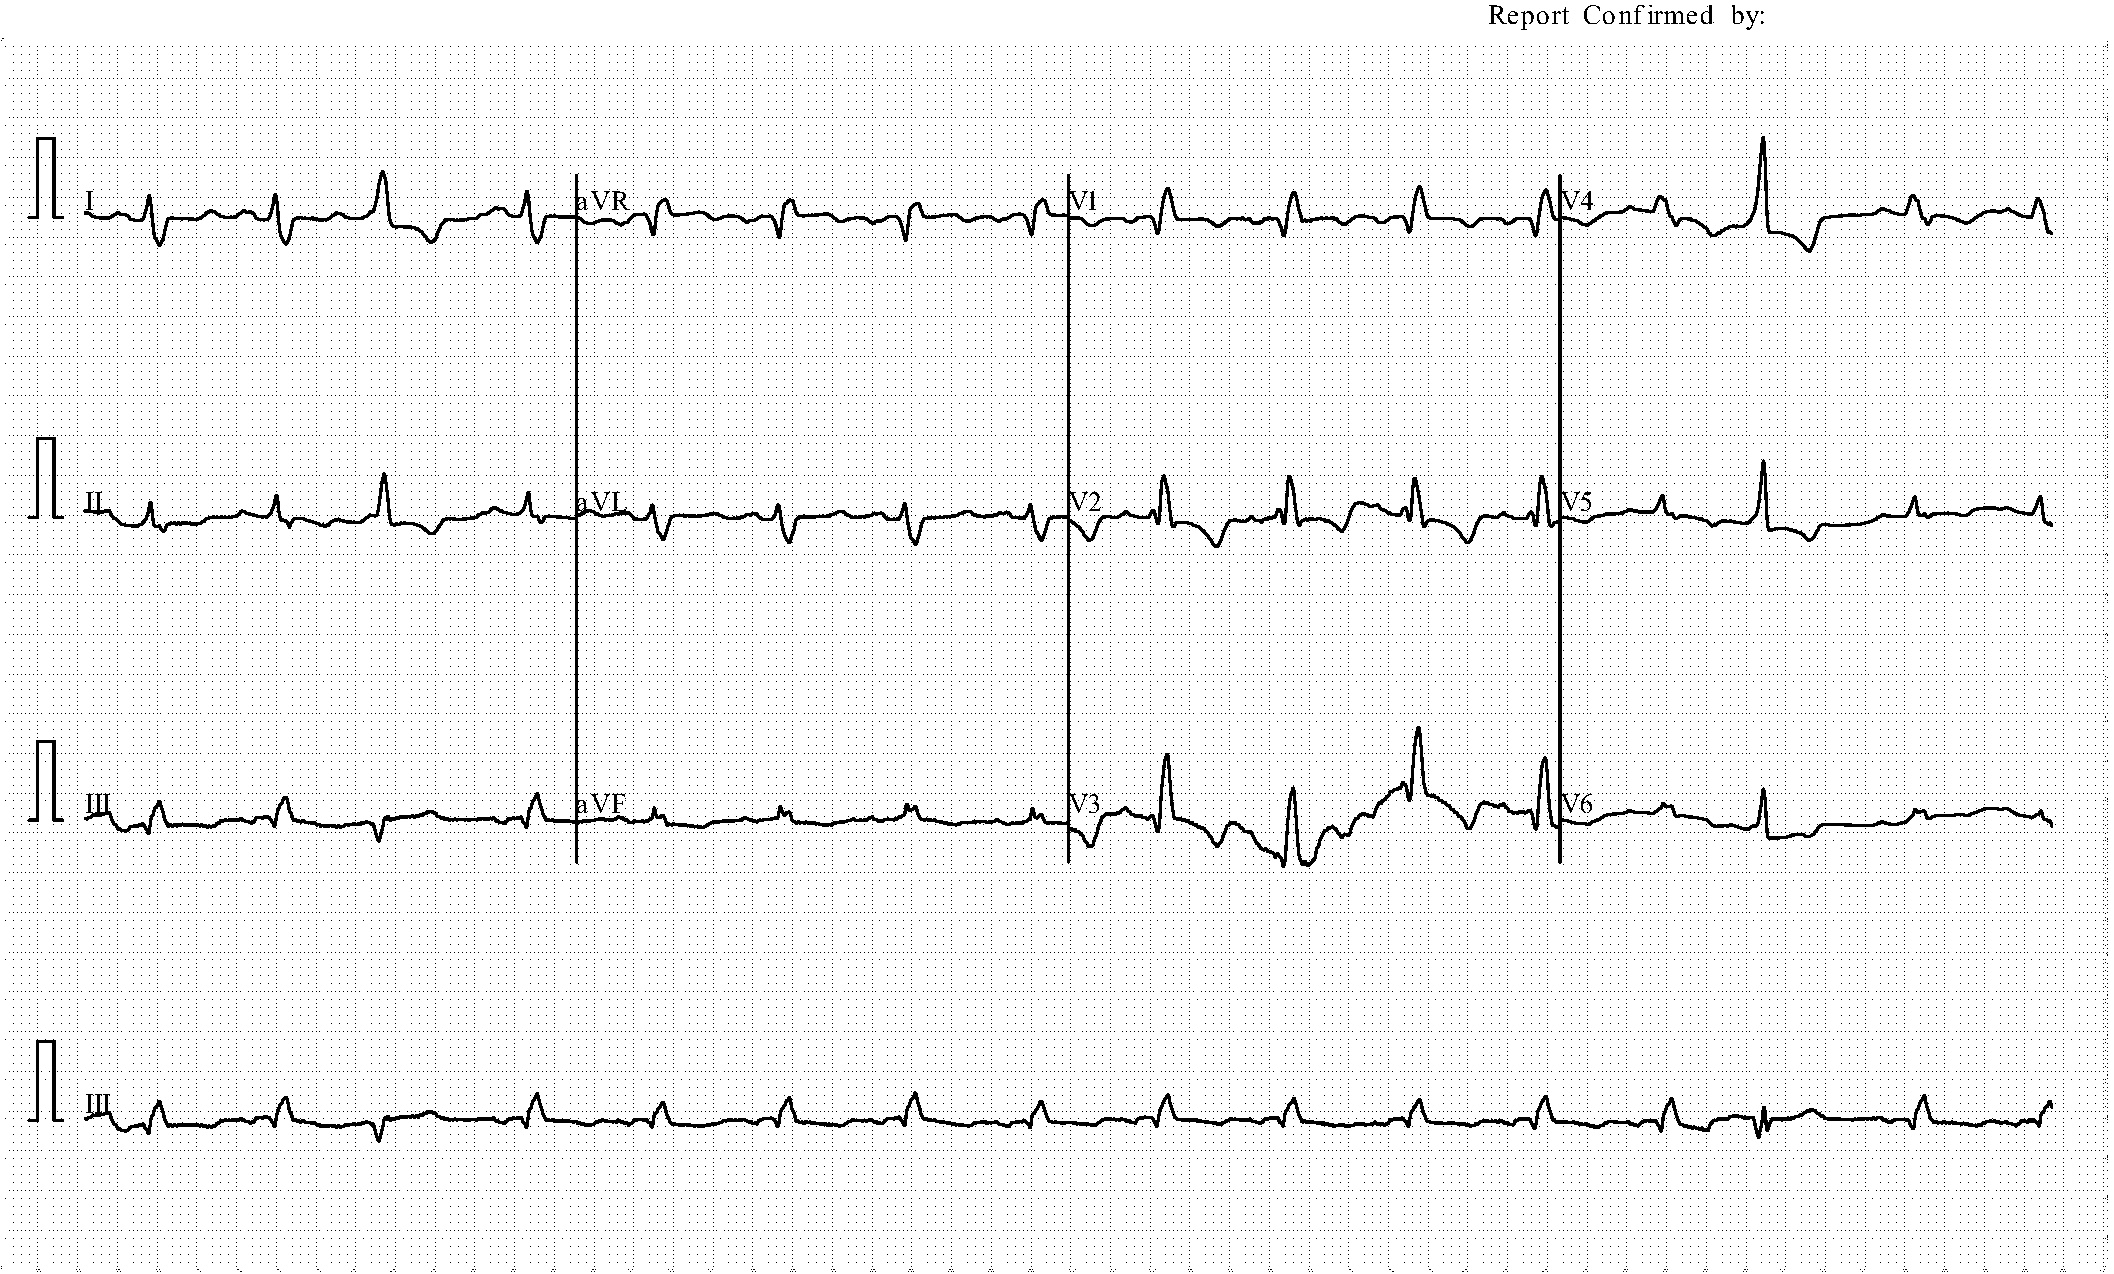 Report Confirmed by:
I aVR V1 V4
II aVL V2 V5
III aVF V3 V6
III